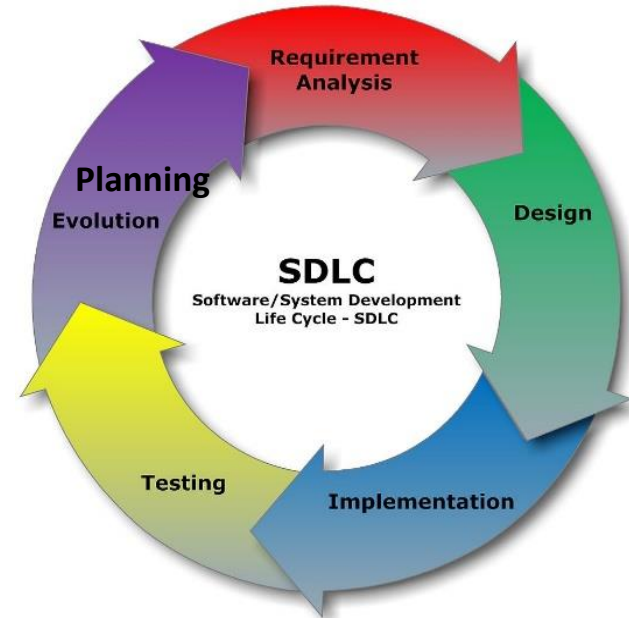 Requirement
Analysis
Planning
Evolution
Design
SDLC
Software/System Development
Life Cycle - SDLC
Testing
Implementation